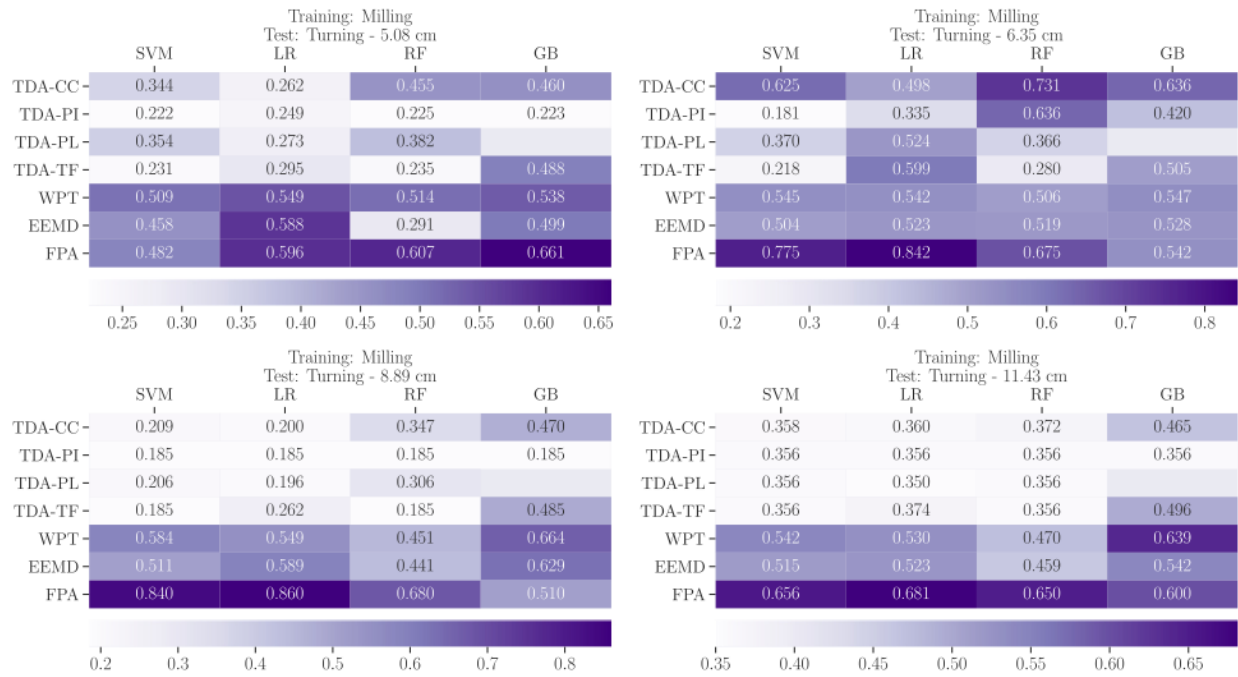 Training: Milling
Test: Turning - 5.08 cm
SVM LR RF GB
TDA-CC 0.344 0.262 0.455 0.460
TDA-PI 0.222 0.249 0.225 0.223
TDA-PL 0.354 0.273 0.382
TDA-TF 0.231 0.295 0.235 0.488
WPT 0.509 0.549 0.514 0.538
EEMD 0.458 0.588 0.291 0.499
FPA 0.482 0.596 0.607 0.661
0.25 0.30 0.35 0.40 0.45 0.50 0.55 0.60 0.65
Training: Milling
Test: Turning - 6.35 cm
SVM LR RF GB
TDA-CC 0.625 0.498 0.731 0.636
TDA-PI 0.181 0.335 0.636 0.420
TDA-PL 0.370 0.524 0.366
TDA-TF 0.218 0.599 0.280 0.505
WPT 0.545 0.542 0.506 0.547
EEMD 0.504 0.523 0.519 0.528
FPA 0.775 0.842 0.675 0.542
0.2 0.3 0.4 0.5 0.6 0.7 0.8
Training: Milling
Test: Turning - 8.89 cm
SVM LR RF GB
TDA-CC 0.209 0.200 0.347 0.470
TDA-PI 0.185 0.185 0.185 0.185
TDA-PL 0.206 0.196 0.306
TDA-TF 0.185 0.262 0.185 0.485
WPT 0.584 0.549 0.451 0.664
EEMD 0.511 0.589 0.441 0.629
FPA 0.840 0.860 0.680 0.510
0.2 0.3 0.4 0.5 0.6 0.7 0.8
Training: Milling
Test: Turning - 11.43 cm
SVM LR RF GB
TDA-CC 0.358 0.360 0.372 0.465
TDA-PI 0.356 0.356 0.356 0.356
TDA-PL 0.356 0.350 0.356
TDA-TF 0.356 0.374 0.356 0.496
WPT 0.542 0.530 0.470 0.639
EEMD 0.515 0.523 0.459 0.542
FPA 0.656 0.681 0.650 0.600
0.35 0.40 0.45 0.50 0.55 0.60 0.65